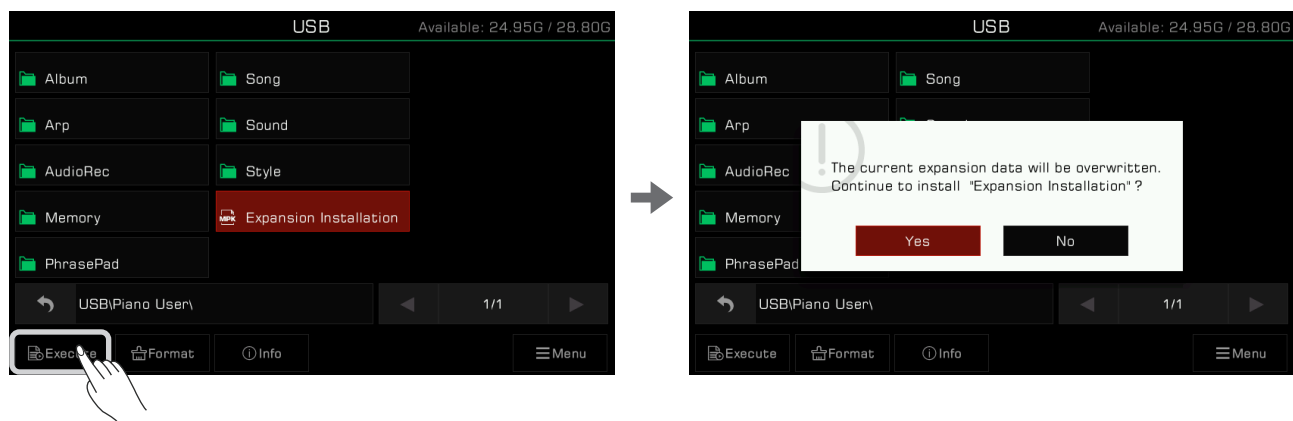 USB Available: 24.95G / 28.80G
Album Song
Arp Sound
AudioRec Style
Memory MPK Expansion Installation
PhrasePad
USB\Piano User\ 1/1
Execute Format Info Menu
USB Available: 24.95G / 28.80G
Album Song
Arp
AudioRec
Memory
PhrasePad
The current expansion data will be overwritten.
Continue to install "Expansion Installation" ?
Yes No
USB\Piano User\ 1/1
Execute Format Info Menu